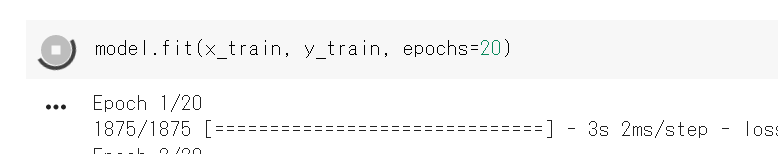 model.fit(x_train, y_train, epochs=20)
Epoch 1/20
1875/1875 [==============================] - 3s 2ms/step - loss